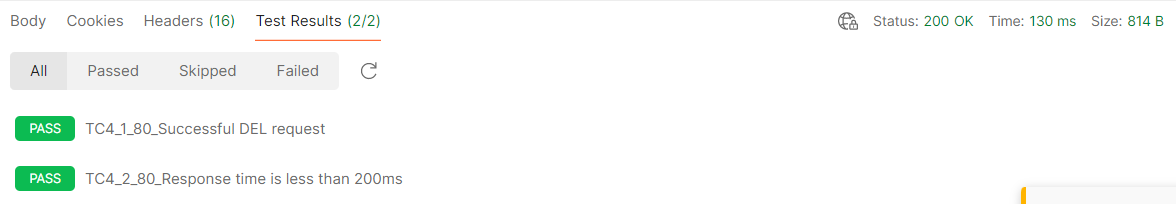 Body Cookies Headers (16) Test Results (2/2) Status: 200 OK Time: 130 ms Size: 814 B
All Passed Skipped Failed
PASS TC4_1_80_Successful DEL request
PASS TC4_2_80_Response time is less than 200ms